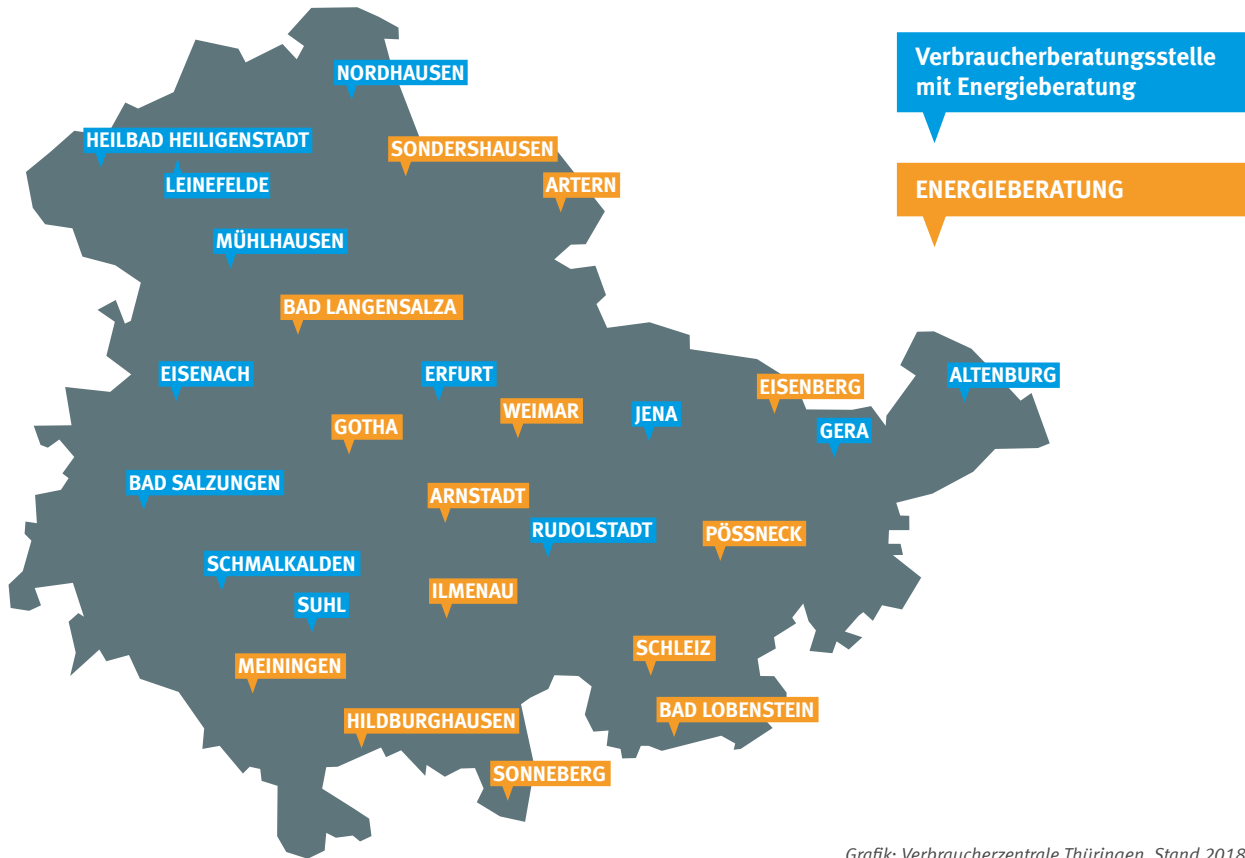 NORDHAUSEN
Verbraucherberatungsstelle
mit Energieberatung
HEILBAD HEILIGENSTADT
SONDERSHAUSEN
LEINEFELDE
ARTERN
ENERGIEBERATUNG
MÜHLHAUSEN
BAD LANGENSALZA
EISENACH
ERFURT
EISENBERG
ALTENBURG
GOTHA
WEIMAR
JENA
GERA
BAD SALZUNGEN
ARNSTADT
RUDOLSTADT
PÖSSNECK
SCHMALKALDEN
SUHL
ILMENAU
MEININGEN
SCHLEIZ
HILDBURGHAUSEN
BAD LOBENSTEIN
SONNEBERG
Grafik: Verbraucherzentrale Thüringen, Stand 2018